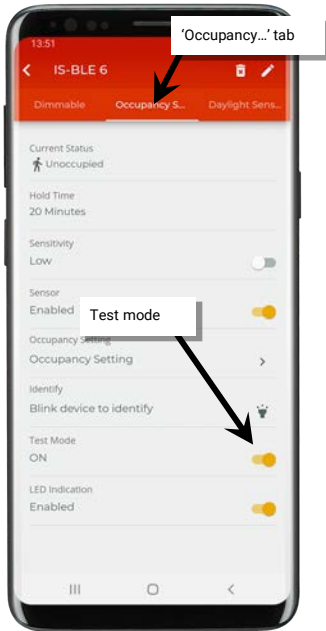 'Occupancy...' tab
13:51
IS-BLE 6
Dimmable Occupancy S... Daylight Sens...
Current Status
Unoccupied
Hold Time
20 Minutes
Sensitivity
Low
Sensor
Enabled
Test mode
Occupancy Setting
Occupancy Setting
Identify
Blink device to identify
Test Mode
ON
LED Indication
Enabled